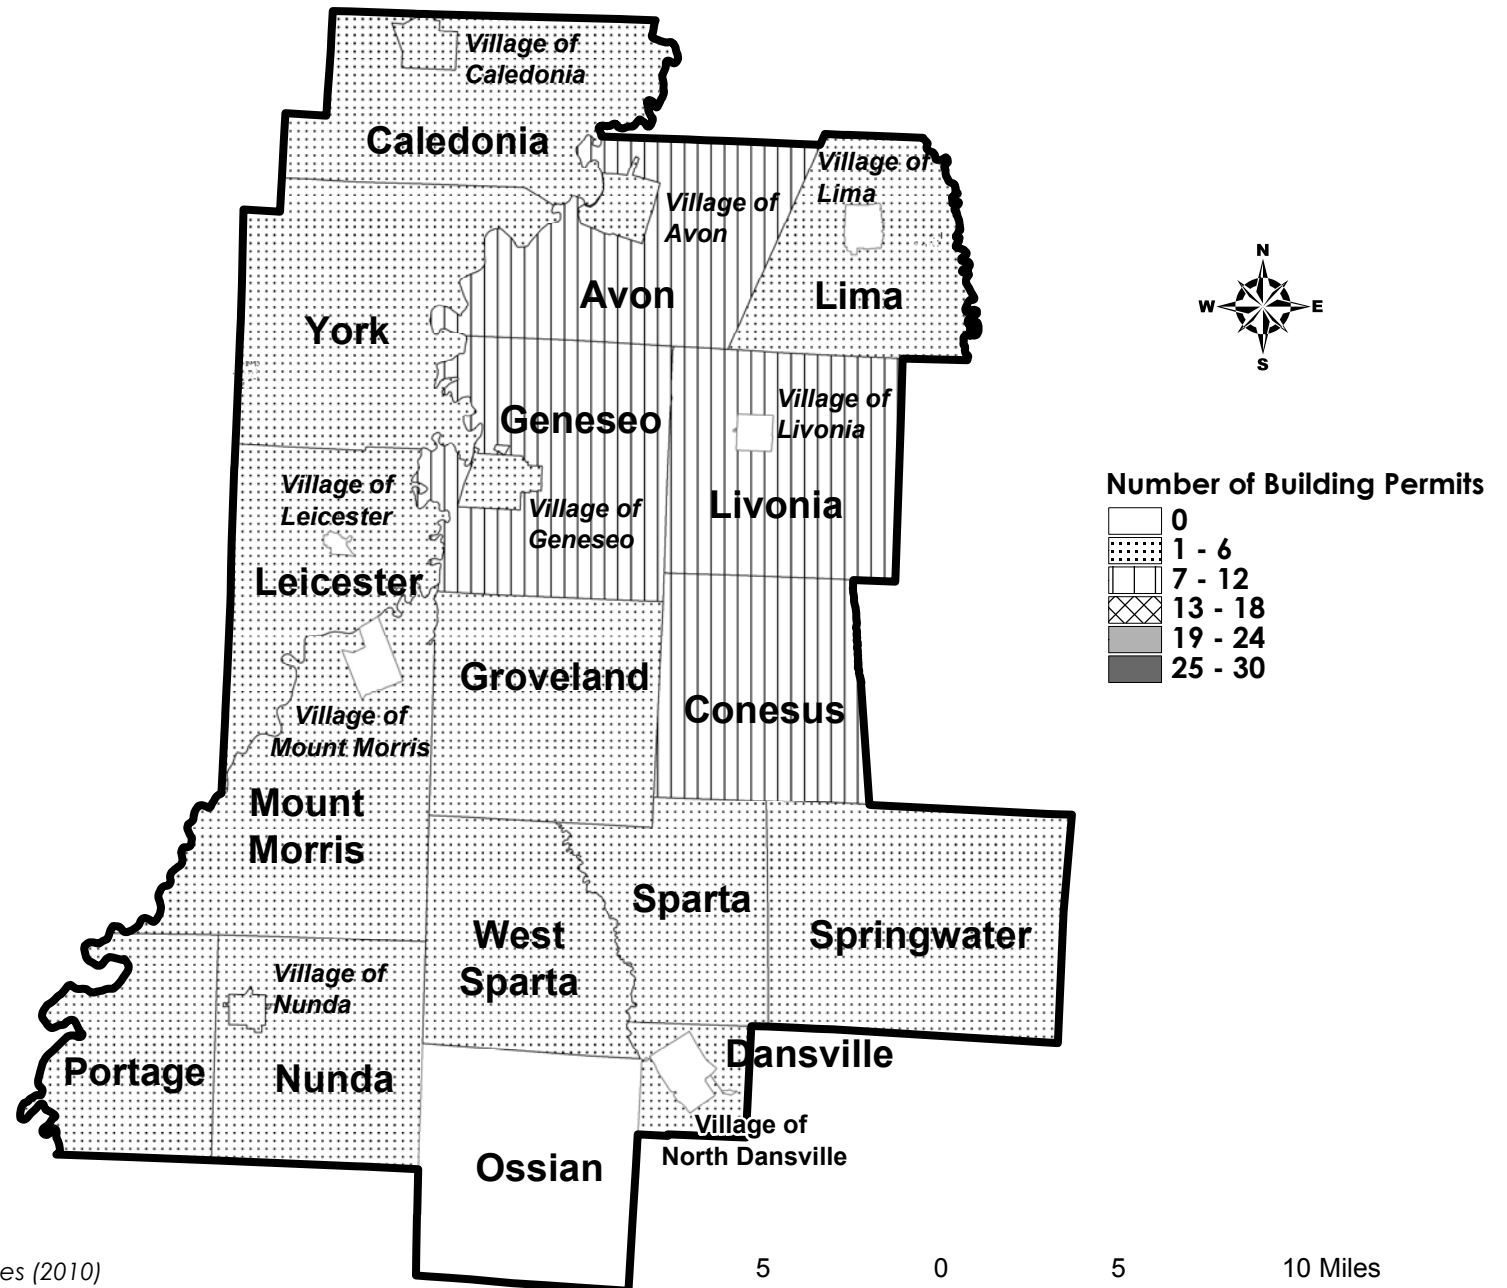 Village of
Caledonia
Caledonia
Village of
Lima
Village of
Avon
Avon
Lima
York
N
W
E
S
Geneseo
Village of
Livonia
Village of
Leicester
Village of
Geneseo
Livonia
Leicester
Number of Building Permits
0
1 - 6
7 - 12
13 - 18
19 - 24
25 - 30
Groveland
Conesus
Village of
Mount Morris
Mount
Morris
Sparta
West
Sparta
Springwater
Village of
Nunda
Portage
Nunda
Dansville
Village of
North Dansville
Ossian
es (2010)
5 0 5 10 Miles